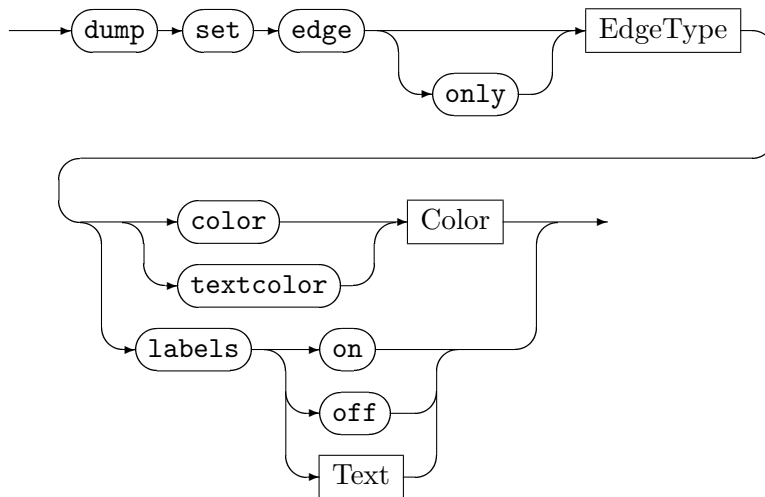 dump set edge EdgeType
only
color Color
textcolor
labels on
off
Text